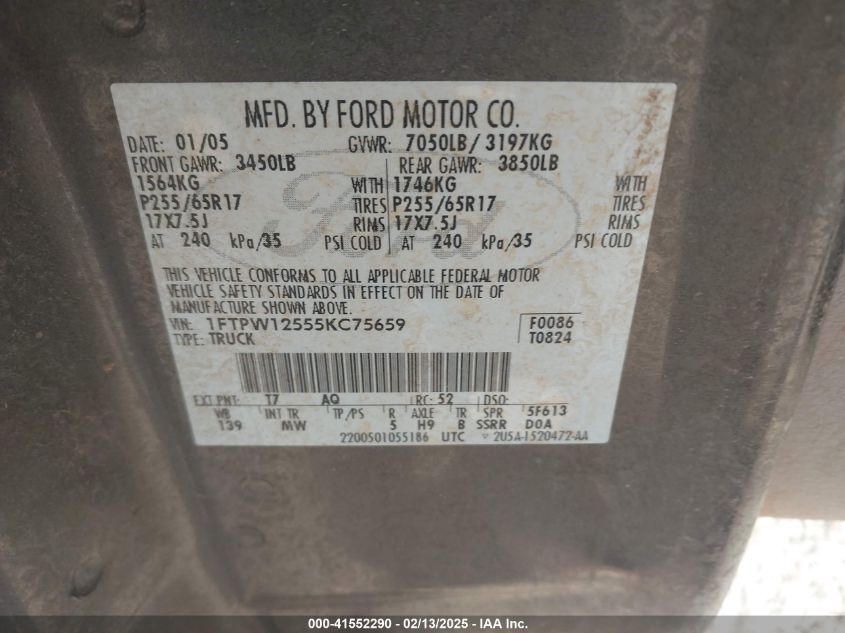 MFD. BY FORD MOTOR CO.
DATE: 01/05 GVWR: 7050LB/ 3197KG
FRONT GAWR: 3450LB REAR GAWR: 3850LB
1564KG WITH 1746KG WITH
P255/65R17 TIRES P255/65R17 TIRES
17X7.5J RIMS 17X7.5J RIMS
AT 240 kPa/35 PSI COLD AT 240 kPa/35 PSI COLD
Ford
THIS VEHICLE CONFORMS TO ALL APPLICABLE FEDERAL MOTOR
VEHICLE SAFETY STANDARDS IN EFFECT ON THE DATE OF
MANUFACTURE SHOWN ABOVE.
VIN: 1FTPW12555KC75659 F0086
TYPE: TRUCK T0824
EXT PNT: T7 AQ RC: 52 DSO:
WB INT TR TP/PS R AXLE TR SPR 5F613
139 MW 5 H9 B SSRR D0A
2200501055186 UTC 2U5A-1520472-AA
000-41552290 - 02/13/2025 - IAA Inc.